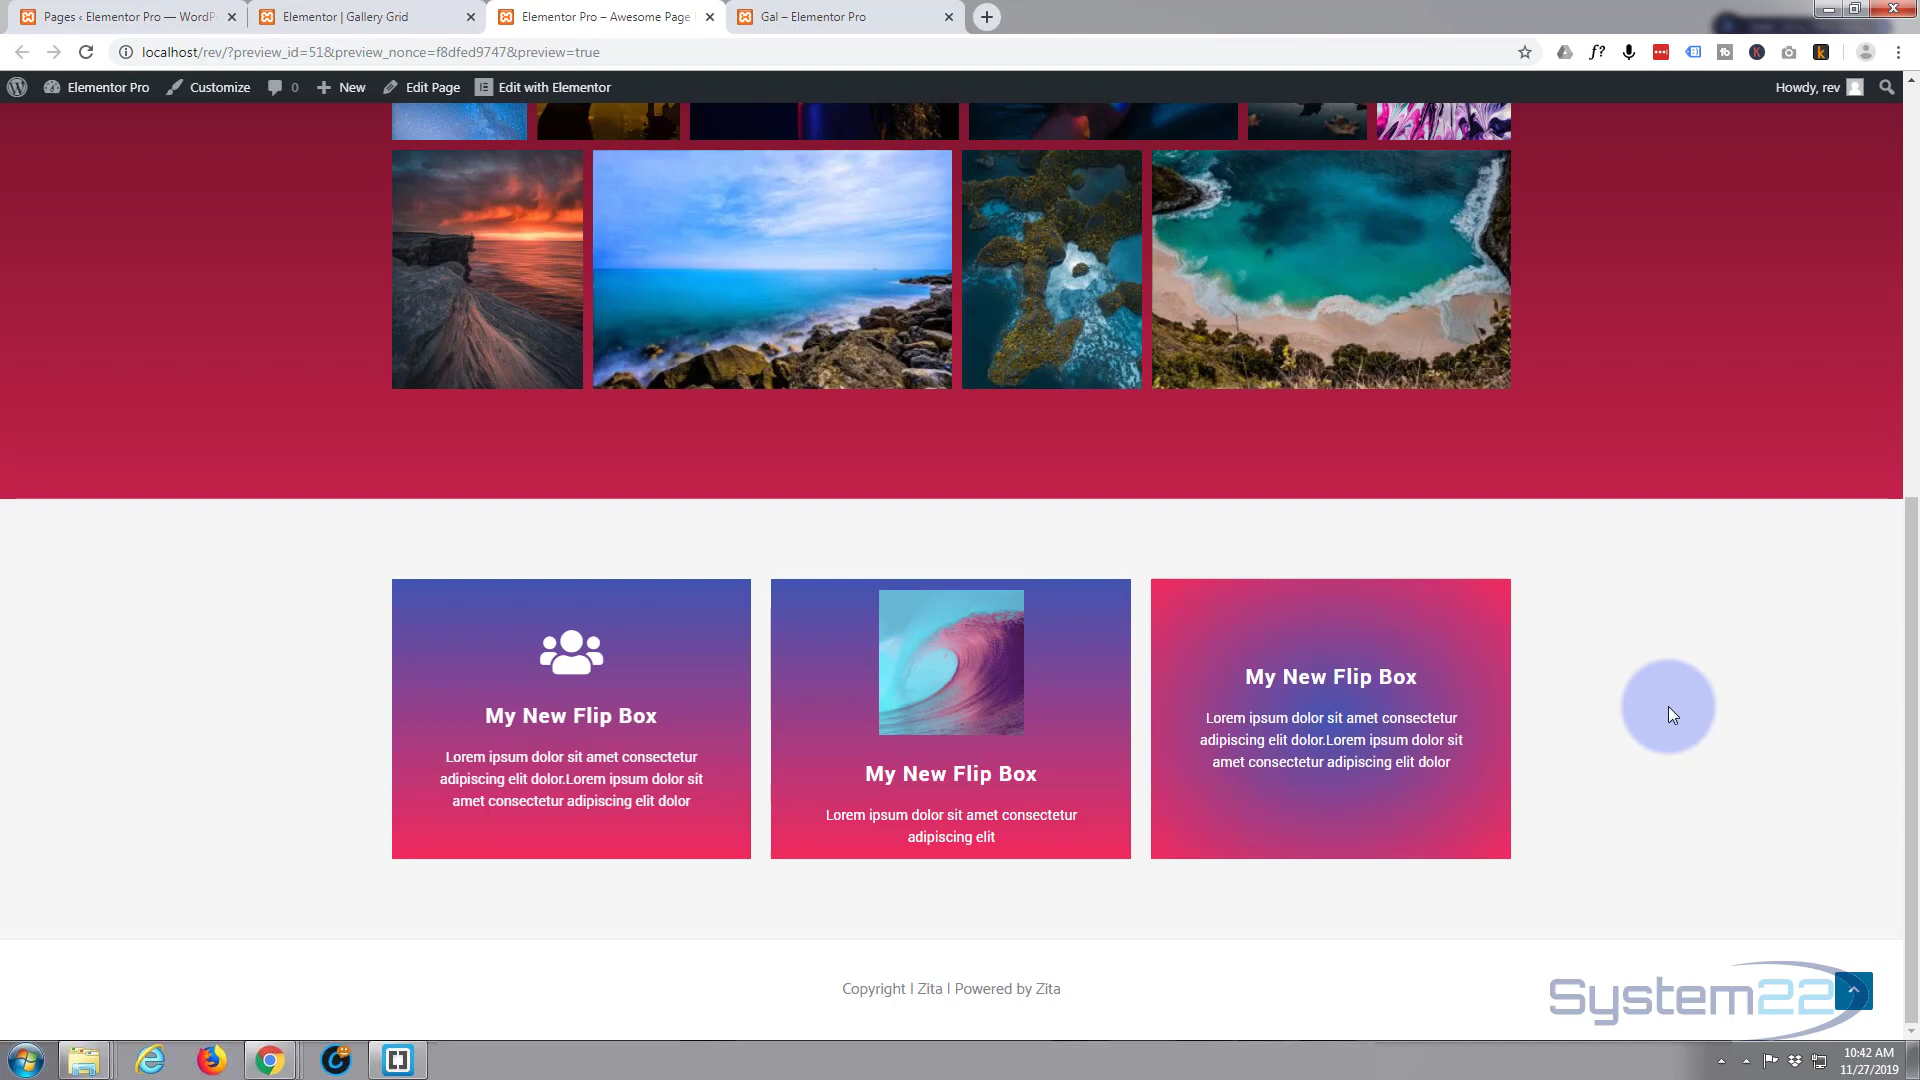 Pages ‹ Elementor Pro — WordP
Elementor | Gallery Grid
Elementor Pro – Awesome Page
Gal – Elementor Pro
localhost/rev/?preview_id=51&preview_nonce=f8dfed9747&preview=true
Elementor Pro
Customize
0
New
Edit Page
Edit with Elementor
Howdy, rev
My New Flip Box
Lorem ipsum dolor sit amet consectetur
adipiscing elit dolor.Lorem ipsum dolor sit
amet consectetur adipiscing elit dolor
My New Flip Box
Lorem ipsum dolor sit amet consectetur
adipiscing elit
My New Flip Box
Lorem ipsum dolor sit amet consectetur
adipiscing elit dolor.Lorem ipsum dolor sit
amet consectetur adipiscing elit dolor
Copyright | Zita | Powered by Zita
System22
10:42 AM
11/27/2019